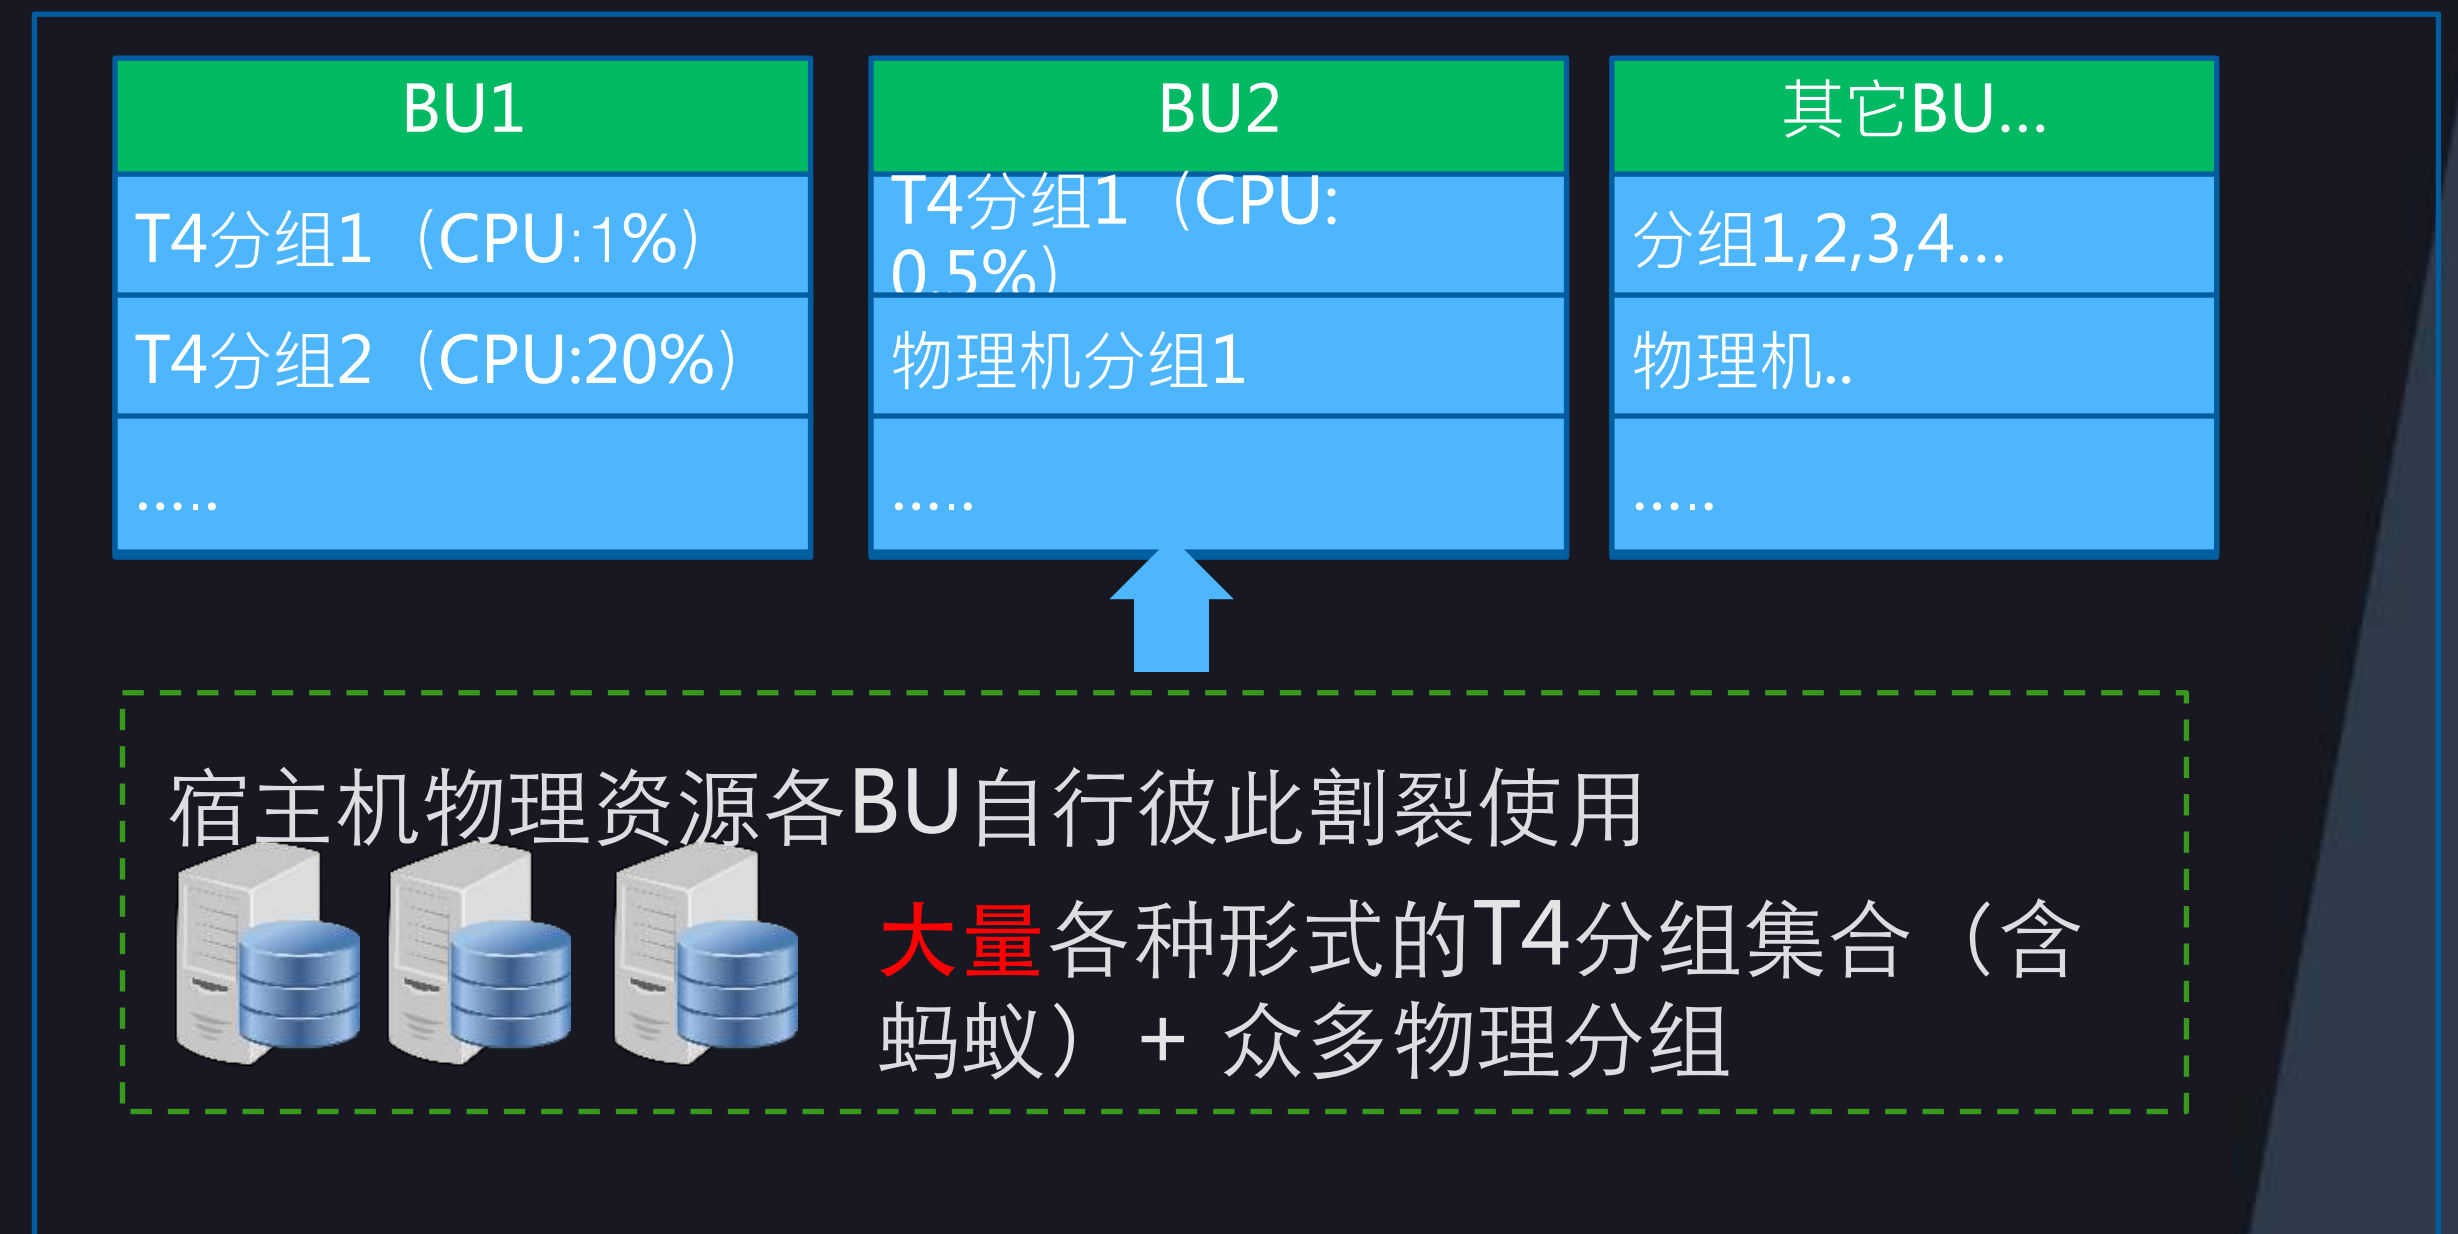 BU1
T4分组1（CPU:1%）
T4分组2（CPU:20%）
.....
BU2
T4分组1（CPU:
0.5%）
物理机分组1
.....
其它BU...
分组1,2,3,4...
物理机..
.....
宿主机物理资源各BU自行彼此割裂使用
大量各种形式的T4分组集合（含
蚂蚁）+ 众多物理分组